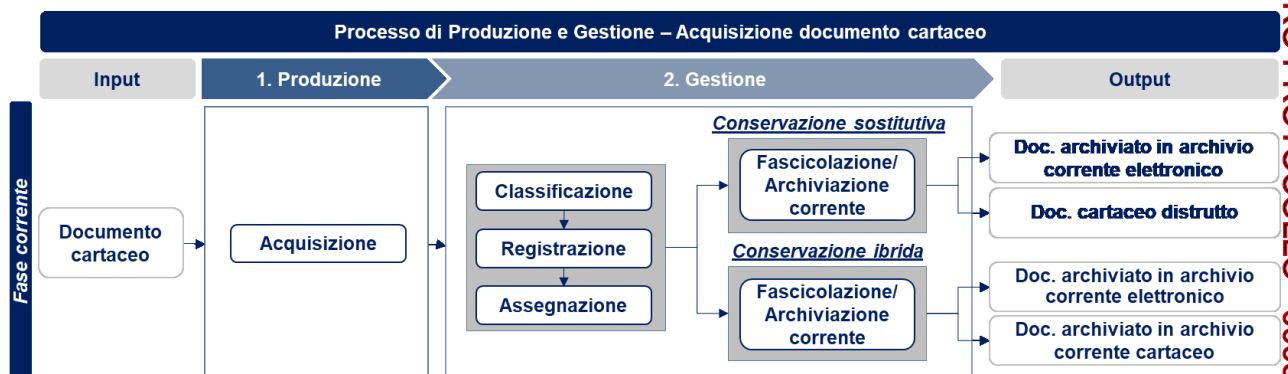 Processo di Produzione e Gestione – Acquisizione documento cartaceo
Input
1. Produzione
2. Gestione
Output
Fase corrente
Documento
cartaceo
Acquisizione
Classificazione
Registrazione
Assegnazione
Conservazione sostitutiva
Fascicolazione/
Archiviazione
corrente
Conservazione ibrida
Fascicolazione/
Archiviazione
corrente
Doc. archiviato in archivio
corrente elettronico
Doc. cartaceo distrutto
Doc. archiviato in archivio
corrente elettronico
Doc. archiviato in archivio
corrente cartaceo